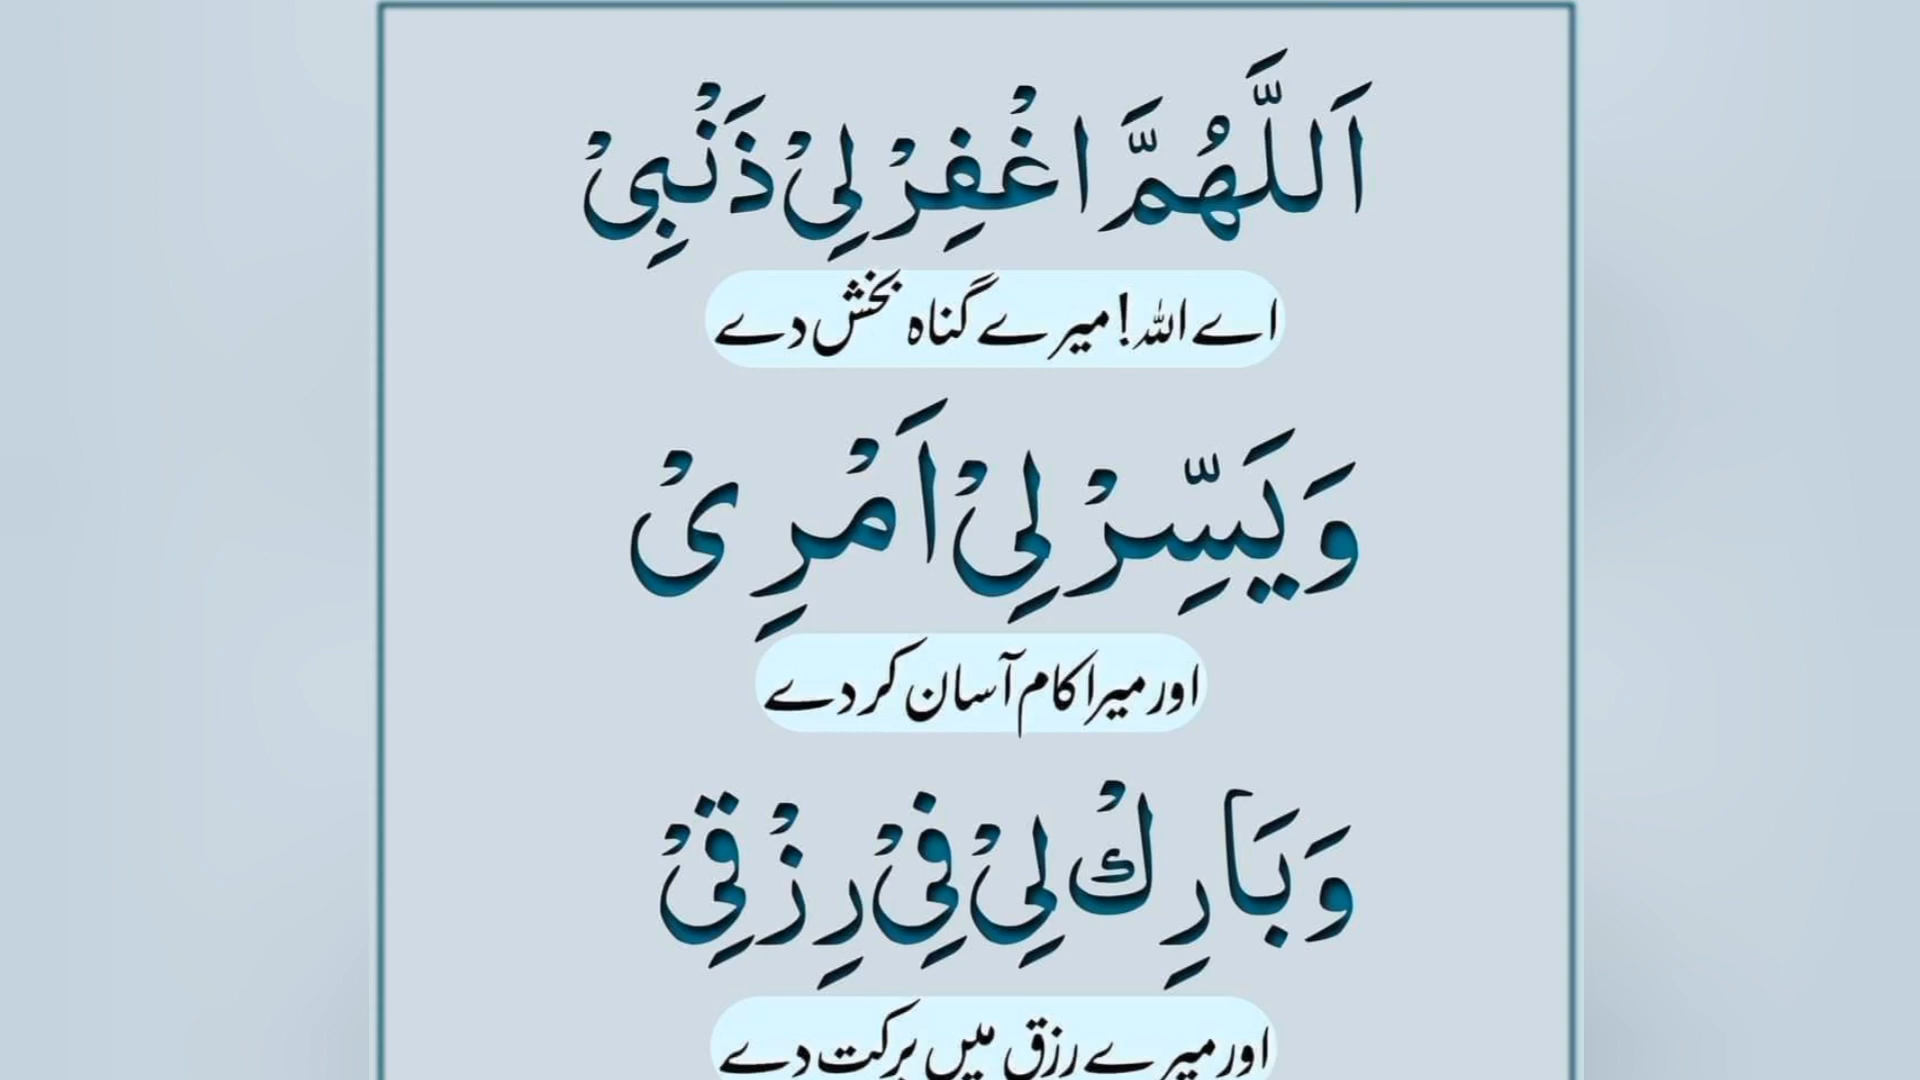 اَللَّهُمَّ اغْفِرْ لِیْ ذَنْۢبِیْ
اے اللہ! میرے گناہ بخش دے
وَیَسِّرْ لِیْ اَمْرِیْ
اور میرا کام آسان کر دے
وَبَارِكْ لِیْ فِیْ رِزْقِیْ
اور میرے رزق میں برکت دے